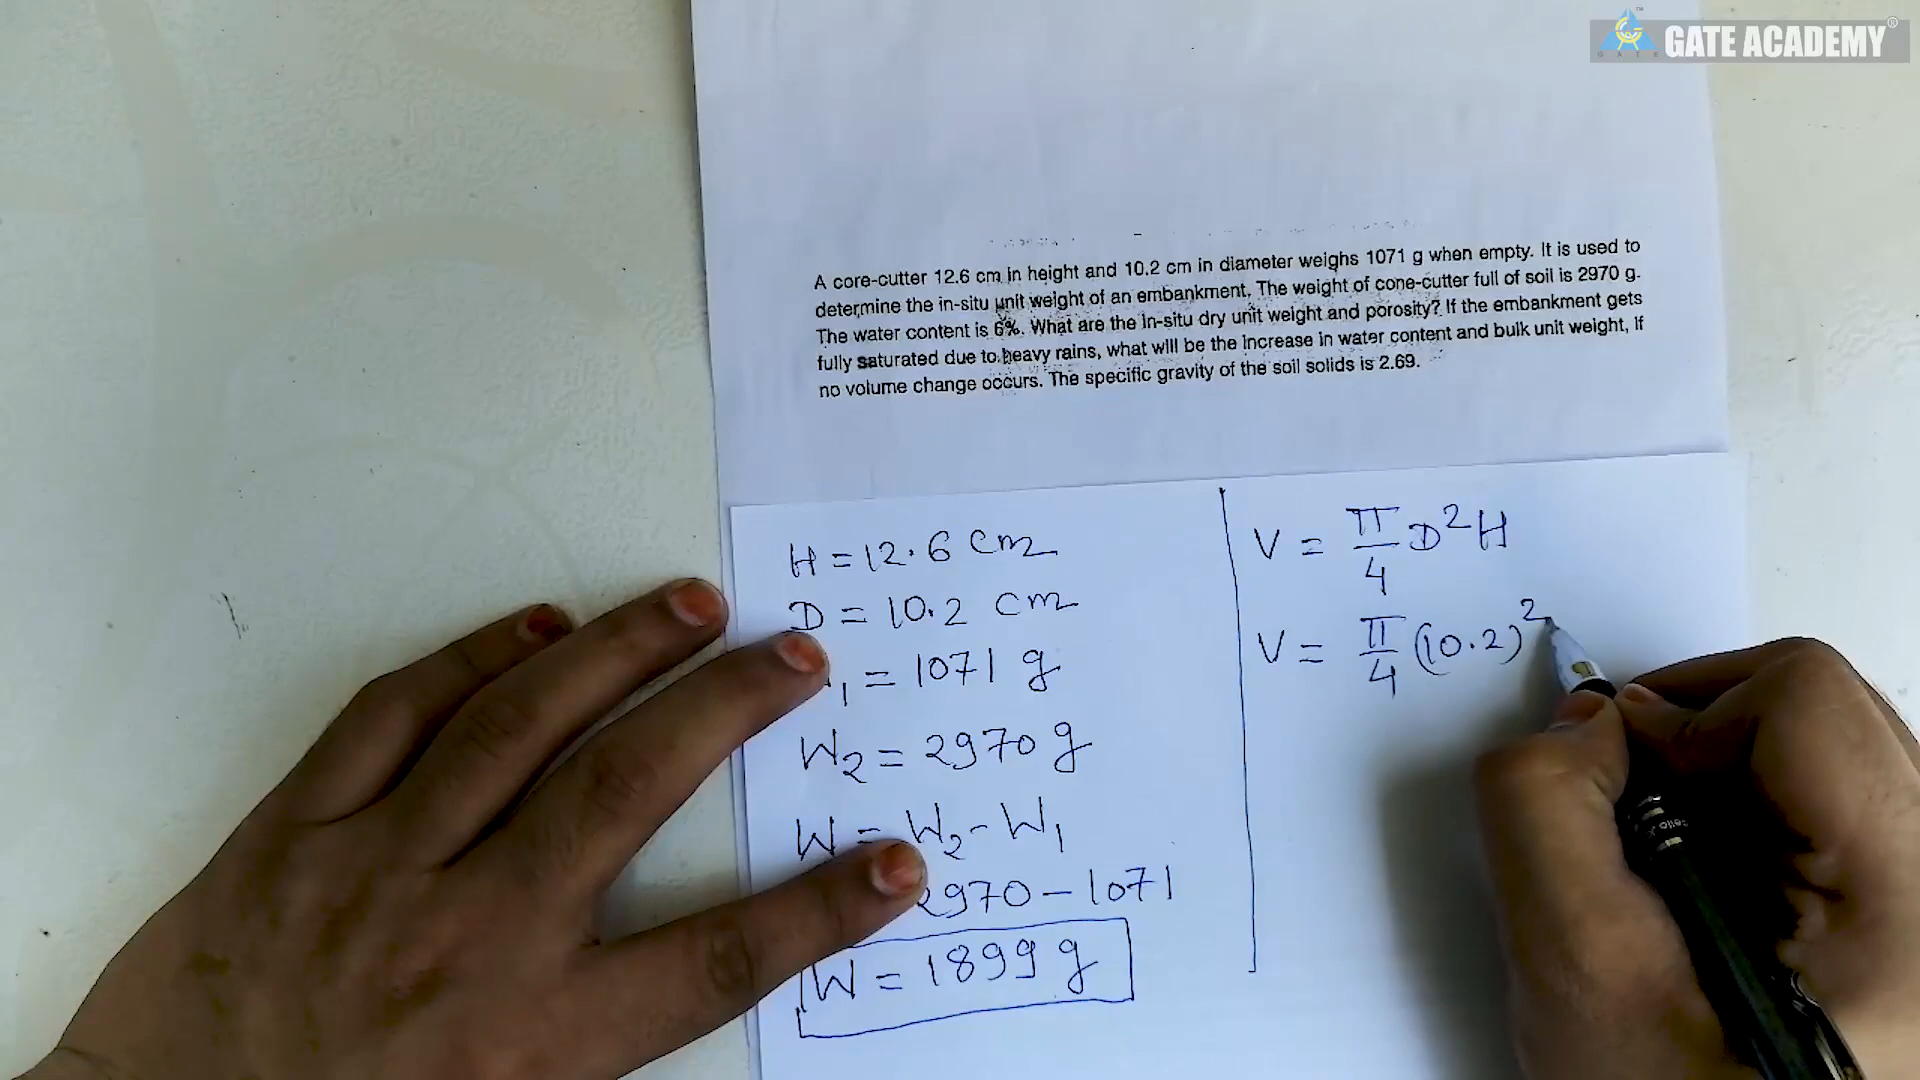 GATE ACADEMY®
A core-cutter 12.6 cm in height and 10.2 cm in diameter weighs 1071 g when empty. It is used to
determine the in-situ unit weight of an embankment. The weight of cone-cutter full of soil is 2970 g.
The water content is 6%. What are the in-situ dry unit weight and porosity? If the embankment gets
fully saturated due to heavy rains, what will be the increase in water content and bulk unit weight, if
no volume change occurs. The specific gravity of the soil solids is 2.69.
H = 12.6 cm
D = 10.2 cm
1 = 1071 g
W2 = 2970 g
W = W2 - W1
2970 - 1071
W = 1899 g
V = π/4 D²H
V = π/4 (10.2)²